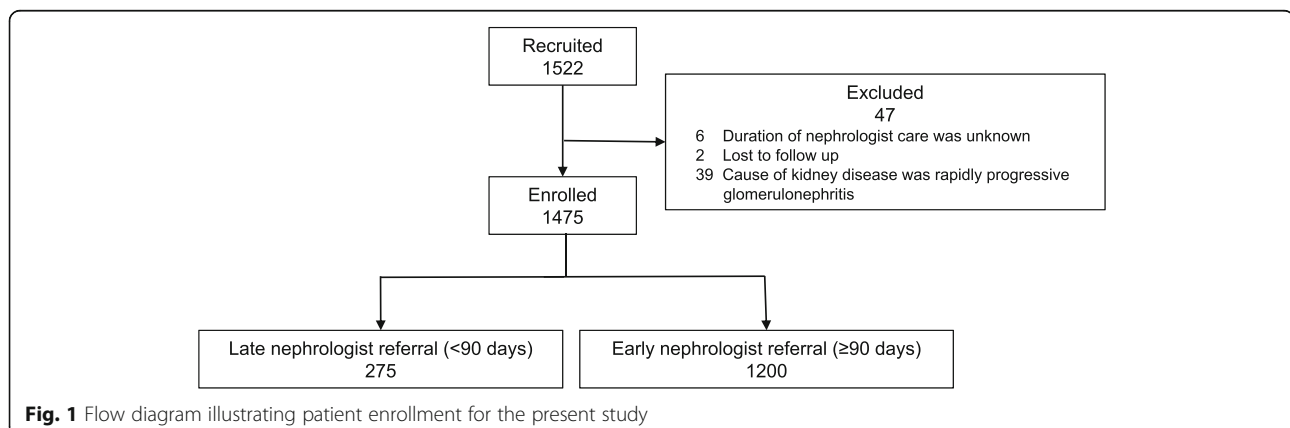 Recruited
1522
Excluded
47
6 Duration of nephrologist care was unknown
2 Lost to follow up
39 Cause of kidney disease was rapidly progressive
glomerulonephritis
Enrolled
1475
Late nephrologist referral (<90 days)
275
Early nephrologist referral (≥90 days)
1200
Fig. 1 Flow diagram illustrating patient enrollment for the present study